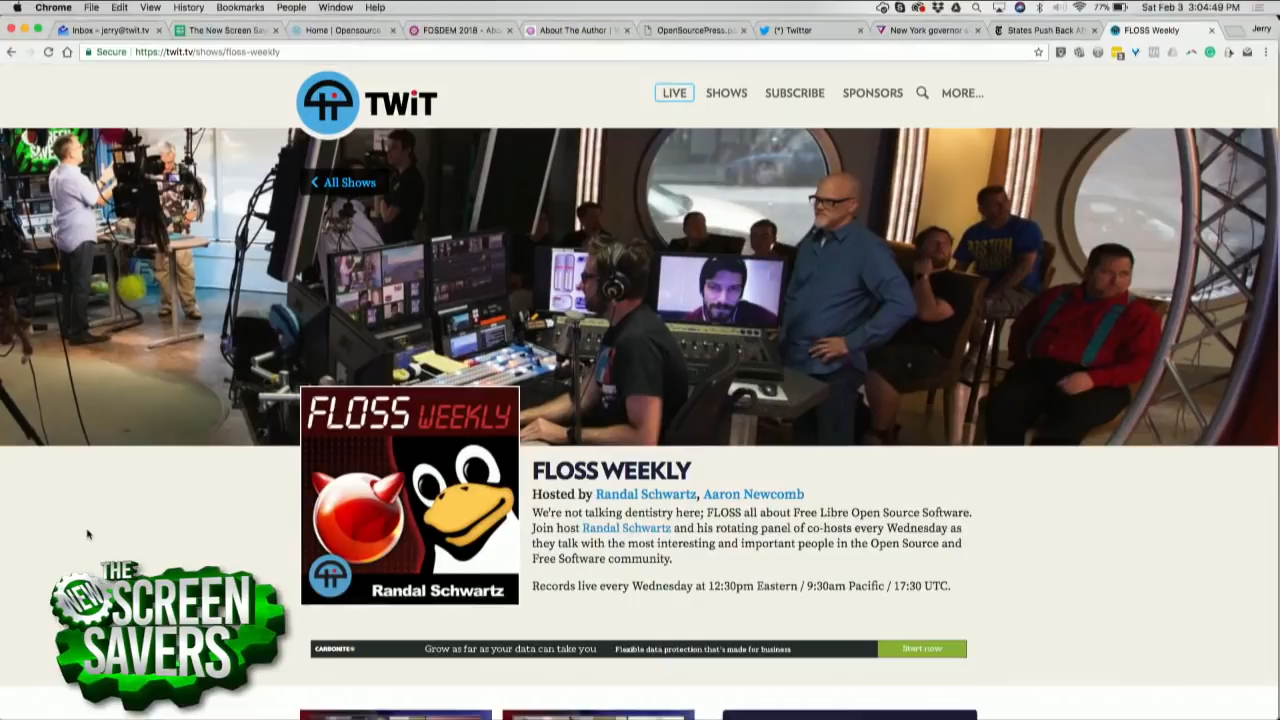 Chrome File Edit View History Bookmarks People Window Help 77% Sat Feb 3 3:04:49 PM
Inbox - jerry@twit.tv The New Screen Sav Home | Opensource FOSDEM 2018 - Abo About The Author | M OpenSourcePress.p (*) Twitter New York governor s States Push Back Af FLOSS Weekly Jerry
Secure https://twit.tv/shows/floss-weekly
TWiT
LIVE SHOWS SUBSCRIBE SPONSORS MORE...
SCREEN
SAVERS
All Shows
FLOSS WEEKLY
Randal Schwartz
FLOSS WEEKLY
Hosted by Randal Schwartz, Aaron Newcomb
We're not talking dentistry here; FLOSS all about Free Libre Open Source Software.
Join host Randal Schwartz and his rotating panel of co-hosts every Wednesday as
they talk with the most interesting and important people in the Open Source and
Free Software community.
Records live every Wednesday at 12:30pm Eastern / 9:30am Pacific / 17:30 UTC.
CARBONITE Grow as far as your data can take you Flexible data protection that's made for business Start now
THE
NEW
SCREEN
SAVERS